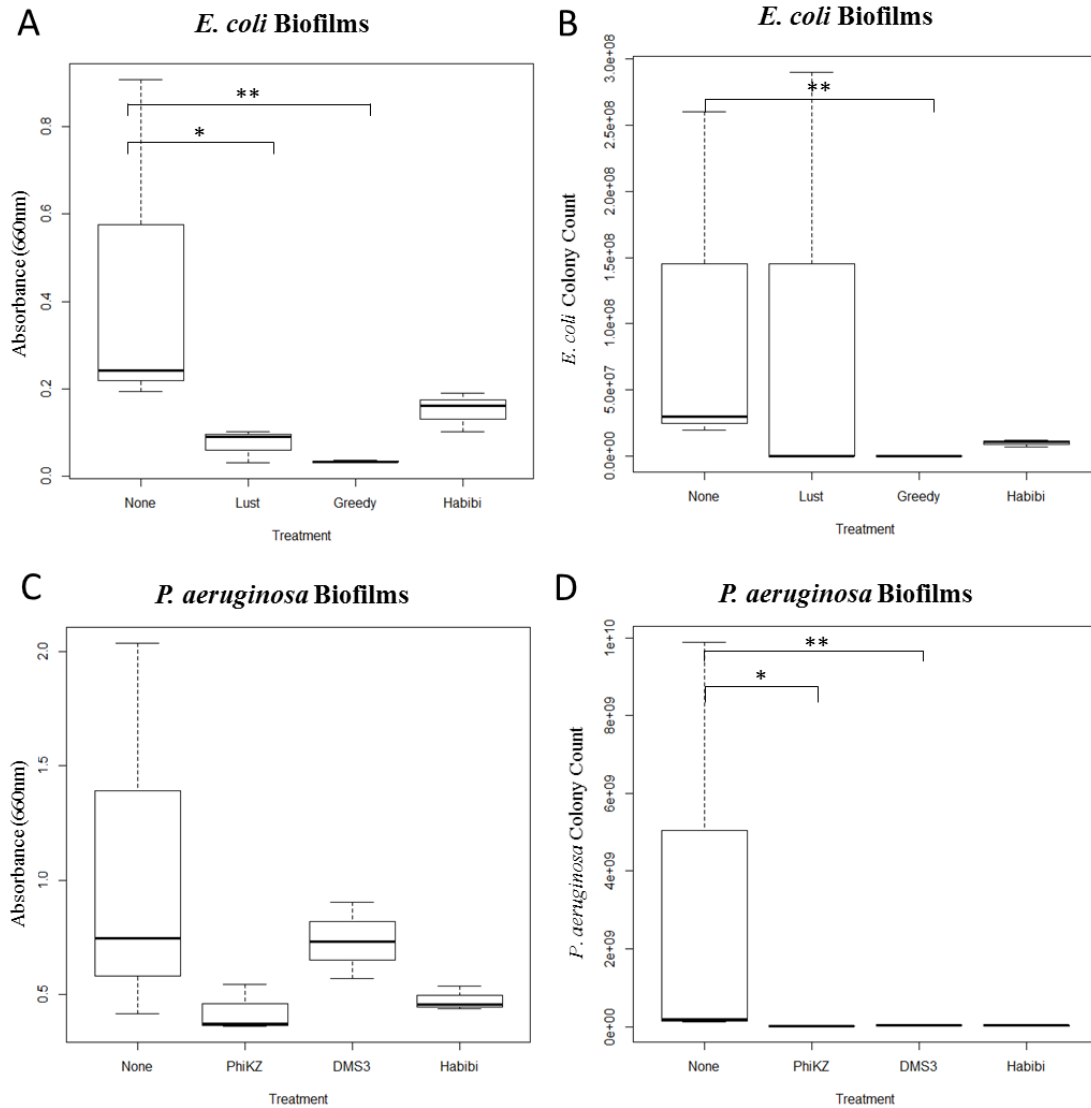 A
E. coli Biofilms
Absorbance (660nm)
0.8
0.6
0.4
0.2
0.0
**
*
None Lust Greedy Habibi
Treatment
B
E. coli Biofilms
E. coli Colony Count
3.0e+08
2.5e+08
2.0e+08
1.5e+08
1.0e+08
5.0e+07
0.0e+00
**
None Lust Greedy Habibi
Treatment
C
P. aeruginosa Biofilms
Absorbance (660nm)
2.0
1.5
1.0
0.5
None PhiKZ DMS3 Habibi
Treatment
D
P. aeruginosa Biofilms
P. aeruginosa Colony Count
1e+10
8e+09
6e+09
4e+09
2e+09
0e+00
**
*
None PhiKZ DMS3 Habibi
Treatment